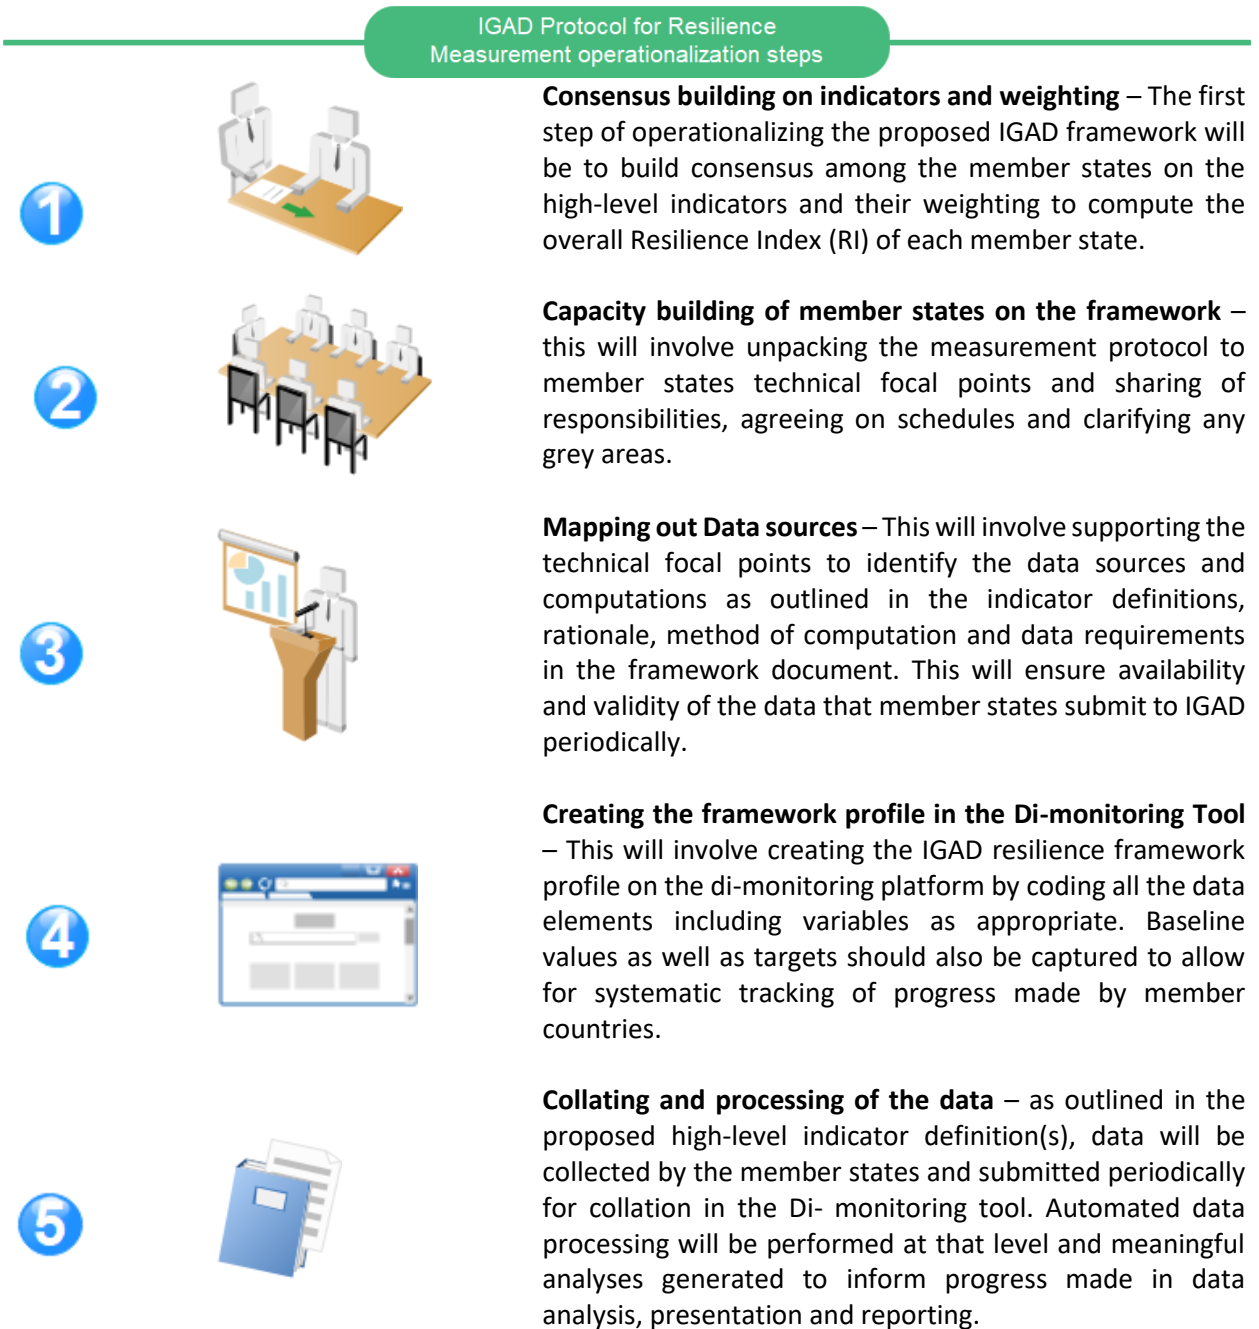 IGAD Protocol for Resilience
Measurement operationalization steps
1
Consensus building on indicators and weighting – The first
step of operationalizing the proposed IGAD framework will
be to build consensus among the member states on the
high-level indicators and their weighting to compute the
overall Resilience Index (RI) of each member state.
2
Capacity building of member states on the framework –
this will involve unpacking the measurement protocol to
member states technical focal points and sharing of
responsibilities, agreeing on schedules and clarifying any
grey areas.
3
Mapping out Data sources – This will involve supporting the
technical focal points to identify the data sources and
computations as outlined in the indicator definitions,
rationale, method of computation and data requirements
in the framework document. This will ensure availability
and validity of the data that member states submit to IGAD
periodically.
4
Creating the framework profile in the Di-monitoring Tool
– This will involve creating the IGAD resilience framework
profile on the di-monitoring platform by coding all the data
elements including variables as appropriate. Baseline
values as well as targets should also be captured to allow
for systematic tracking of progress made by member
countries.
5
Collating and processing of the data – as outlined in the
proposed high-level indicator definition(s), data will be
collected by the member states and submitted periodically
for collation in the Di- monitoring tool. Automated data
processing will be performed at that level and meaningful
analyses generated to inform progress made in data
analysis, presentation and reporting.